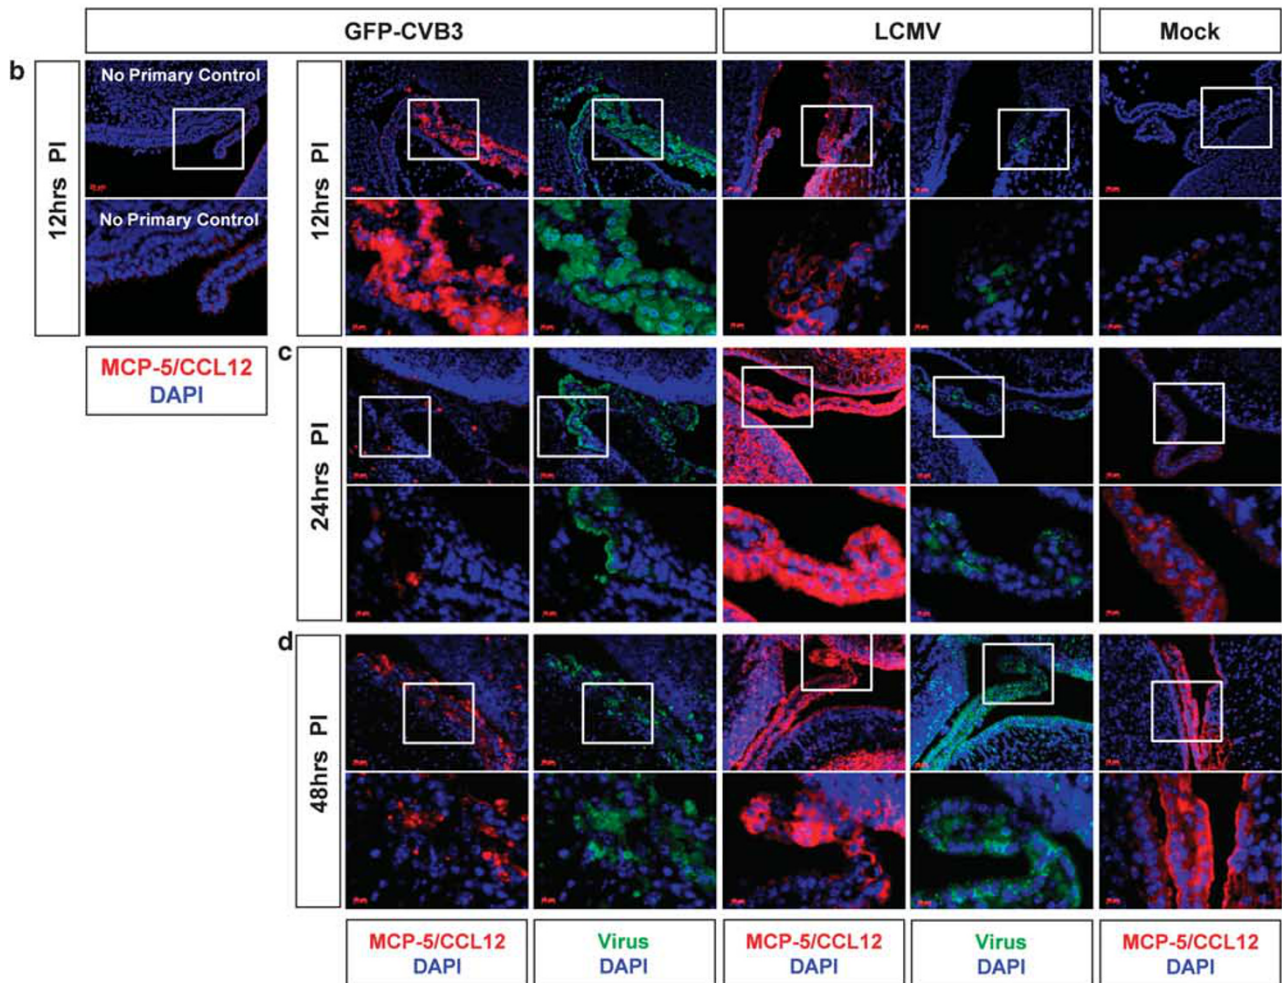 GFP-CVB3
LCMV
Mock
b
12hrs PI
No Primary Control
No Primary Control
12hrs PI
MCP-5/CCL12
DAPI
c
24hrs PI
d
48hrs PI
MCP-5/CCL12
DAPI
Virus
DAPI
MCP-5/CCL12
DAPI
Virus
DAPI
MCP-5/CCL12
DAPI